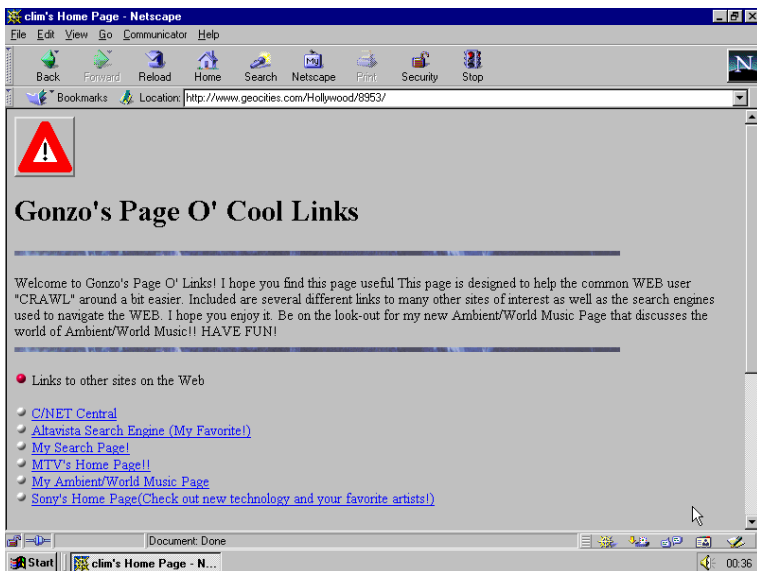 clim's Home Page - Netscape
File Edit View Go Communicator Help
My N
Back Forward Reload Home Search Netscape Print Security Stop
Bookmarks Location: http://www.geocities.com/Hollywood/8953/
Gonzo's Page O' Cool Links
Welcome to Gonzo's Page O' Links! I hope you find this page useful This page is designed to help the common WEB user
"CRAWL" around a bit easier. Included are several different links to many other sites of interest as well as the search engines
used to navigate the WEB. I hope you enjoy it. Be on the look-out for my new Ambient/World Music Page that discusses the
world of Ambient/World Music!! HAVE FUN!
Links to other sites on the Web
C/NET Central
Altavista Search Engine (My Favorite!)
My Search Page!
MTV's Home Page!!
My Ambient/World Music Page
Sony's Home Page(Check out new technology and your favorite artists!)
Document: Done
Start clim's Home Page - N... 00:36